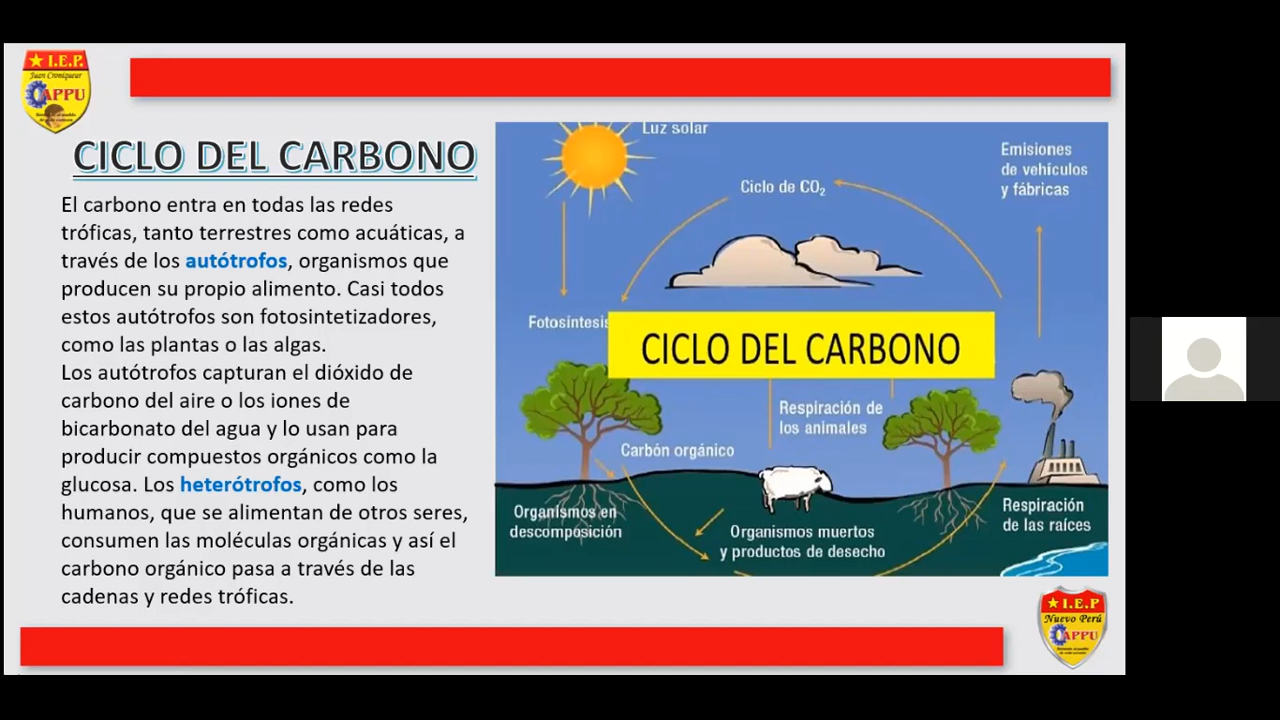 ★ I.E.P.
Juan Croniqueur
APPU
CICLO DEL CARBONO
El carbono entra en todas las redes
tróficas, tanto terrestres como acuáticas, a
través de los autótrofos, organismos que
producen su propio alimento. Casi todos
estos autótrofos son fotosintetizadores,
como las plantas o las algas.
Los autótrofos capturan el dióxido de
carbono del aire o los iones de
bicarbonato del agua y lo usan para
producir compuestos orgánicos como la
glucosa. Los heterótrofos, como los
humanos, que se alimentan de otros seres,
consumen las moléculas orgánicas y así el
carbono orgánico pasa a través de las
cadenas y redes tróficas.
Luz solar
Ciclo de CO₂
Emisiones
de vehículos
y fábricas
Fotosíntesis
CICLO DEL CARBONO
Respiración de
los animales
Carbón orgánico
Organismos en
descomposición
Organismos muertos
y productos de desecho
Respiración
de las raíces
★ I.E.P
Nuevo Perú
APPU